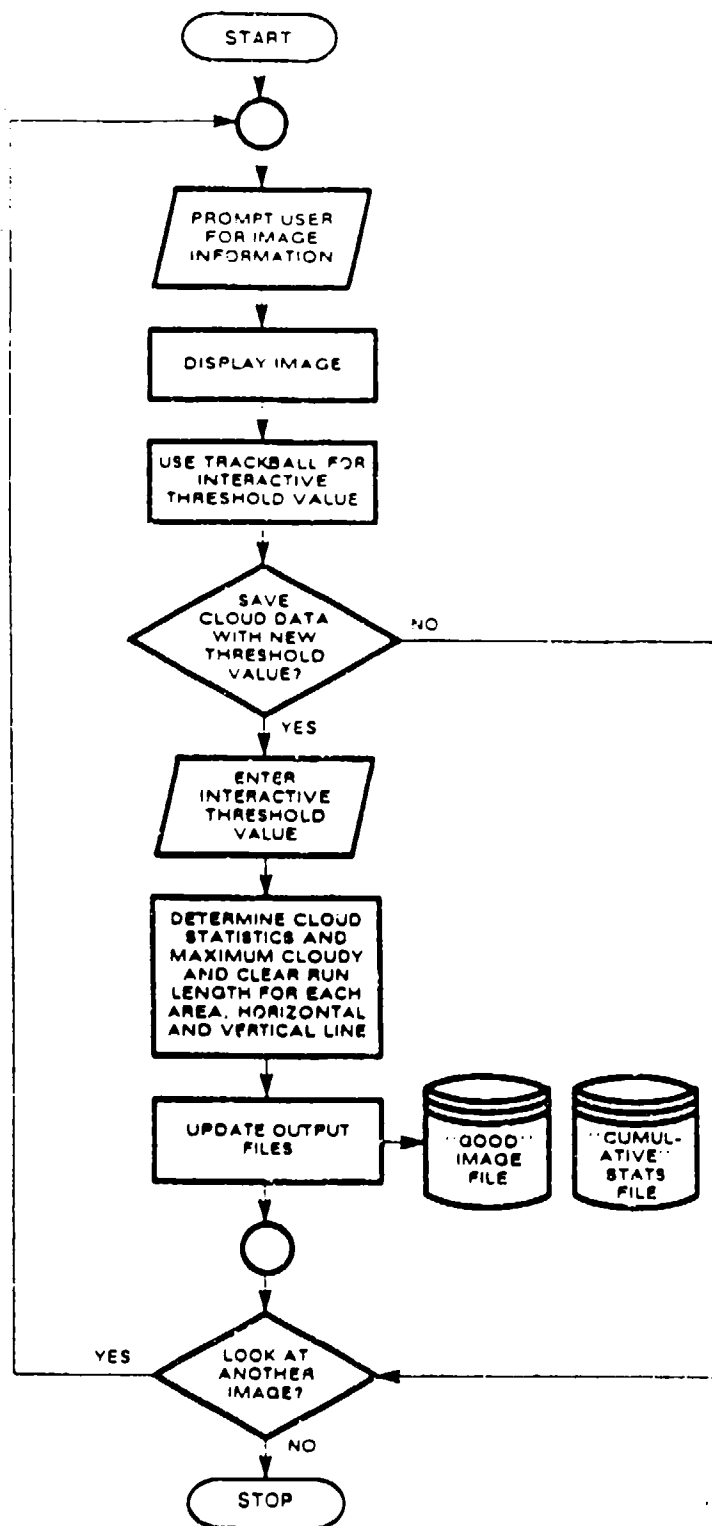 START
PROMPT USER
FOR IMAGE
INFORMATION
DISPLAY IMAGE
USE TRACKBALL FOR
INTERACTIVE
THRESHOLD VALUE
SAVE
CLOUD DATA
WITH NEW
THRESHOLD
VALUE?
NO
YES
ENTER
INTERACTIVE
THRESHOLD
VALUE
DETERMINE CLOUD
STATISTICS AND
MAXIMUM CLOUDY
AND CLEAR RUN
LENGTH FOR EACH
AREA, HORIZONTAL
AND VERTICAL LINE
UPDATE OUTPUT
FILES
"GOOD"
IMAGE
FILE
"CUMUL-
ATIVE"
STATS
FILE
YES
LOOK AT
ANOTHER
IMAGE?
NO
STOP